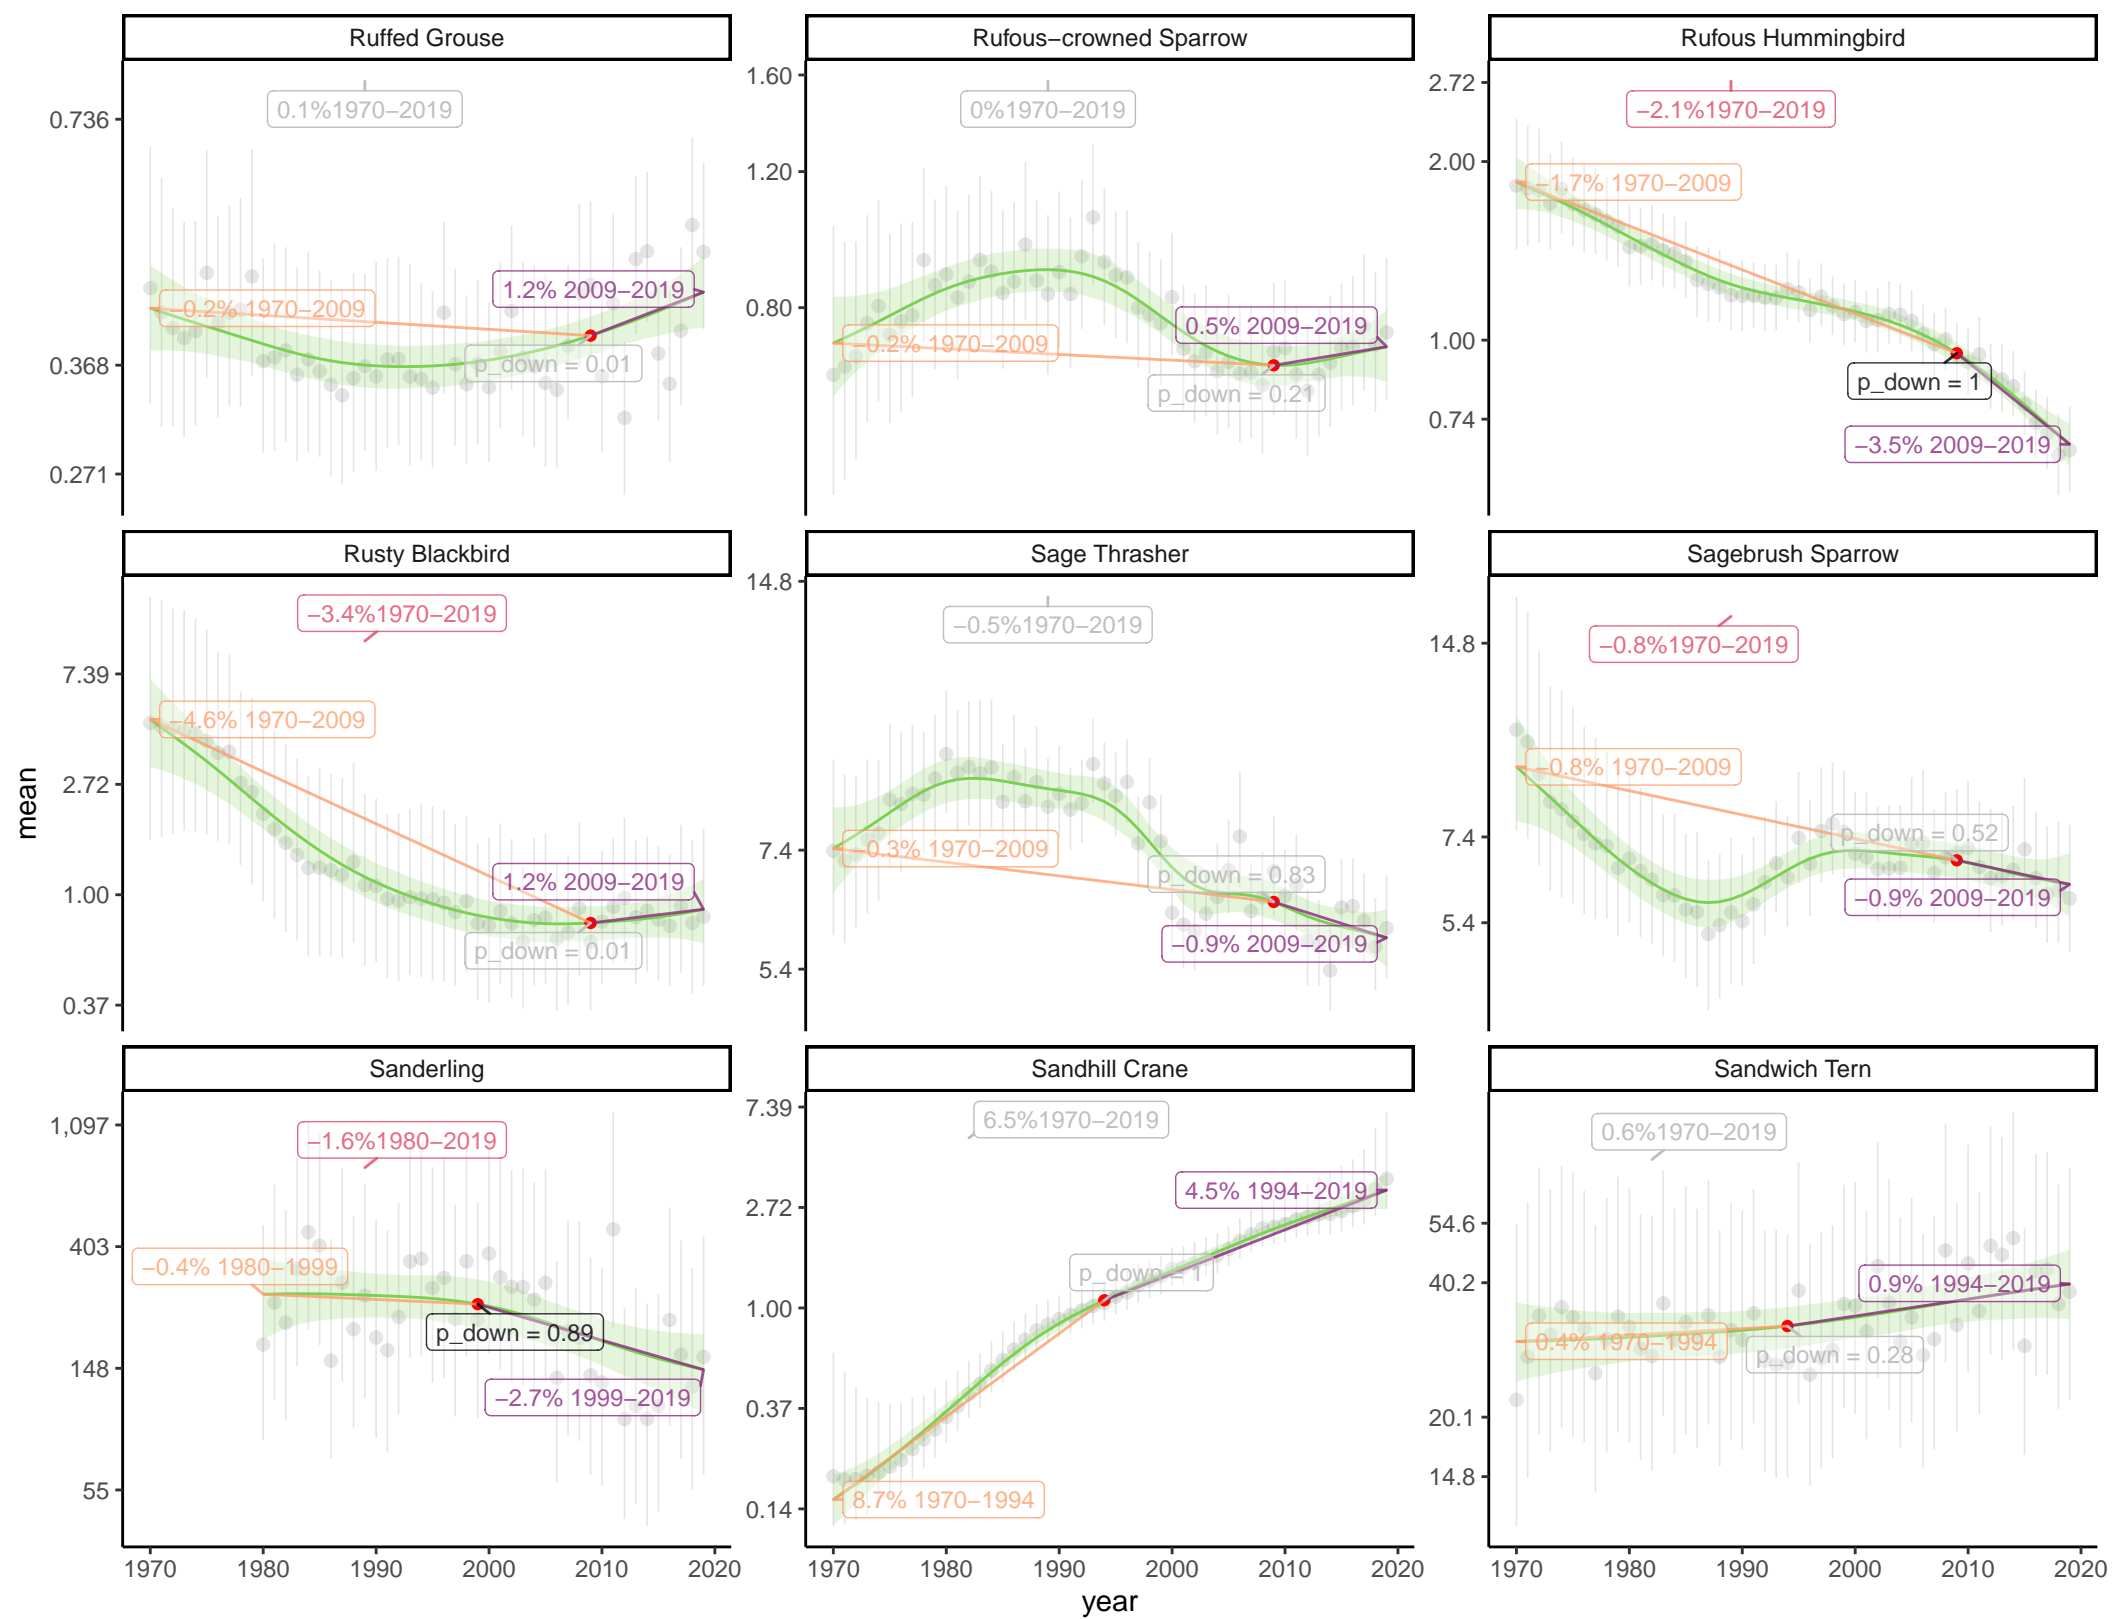 Ruffed Grouse
Rufous−crowned Sparrow
Rufous Hummingbird
0.736
0.368
0.271
0.1%1970−2019
−0.2% 1970−2009
1.2% 2009−2019
p_down = 0.01
1.60
1.20
0.80
0%1970−2019
−0.2% 1970−2009
0.5% 2009−2019
p_down = 0.21
2.72
2.00
1.00
0.74
−2.1%1970−2019
−1.7% 1970−2009
p_down = 1
−3.5% 2009−2019
Rusty Blackbird
Sage Thrasher
Sagebrush Sparrow
mean
7.39
2.72
1.00
0.37
−3.4%1970−2019
−4.6% 1970−2009
1.2% 2009−2019
p_down = 0.01
14.8
7.4
5.4
−0.5%1970−2019
−0.3% 1970−2009
p_down = 0.83
−0.9% 2009−2019
14.8
7.4
5.4
−0.8%1970−2019
−0.8% 1970−2009
p_down = 0.52
−0.9% 2009−2019
Sanderling
Sandhill Crane
Sandwich Tern
1,097
403
148
55
−1.6%1980−2019
−0.4% 1980−1999
p_down = 0.89
−2.7% 1999−2019
7.39
2.72
1.00
0.37
0.14
6.5%1970−2019
4.5% 1994−2019
p_down = 1
8.7% 1970−1994
54.6
40.2
20.1
14.8
0.6%1970−2019
0.9% 1994−2019
0.4% 1970−1994
p_down = 0.28
1970 1980 1990 2000 2010 2020
1970 1980 1990 2000 2010 2020
1970 1980 1990 2000 2010 2020
year